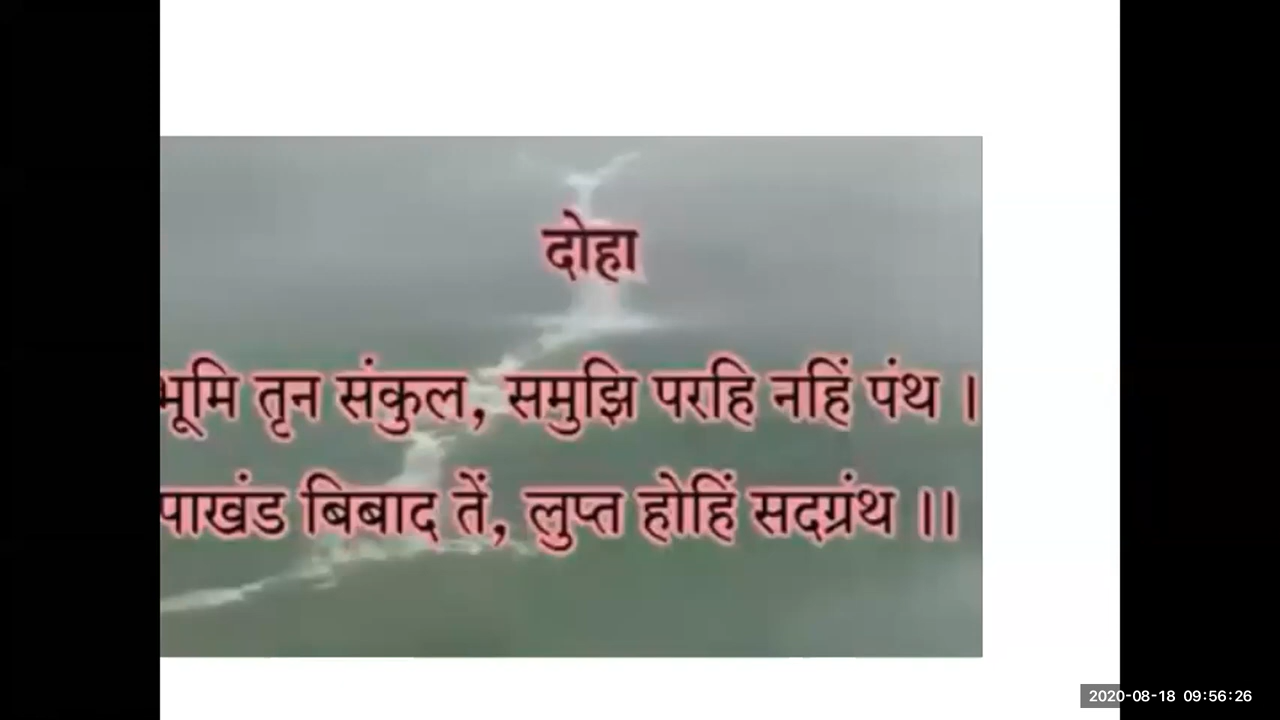 दोहा
भूमि तृन संकुल, समुझि परहि नहिं पंथ ।
पाखंड बिबाद तें, लुप्त होहिं सदग्रंथ ।।
2020-08-18 09:56:26